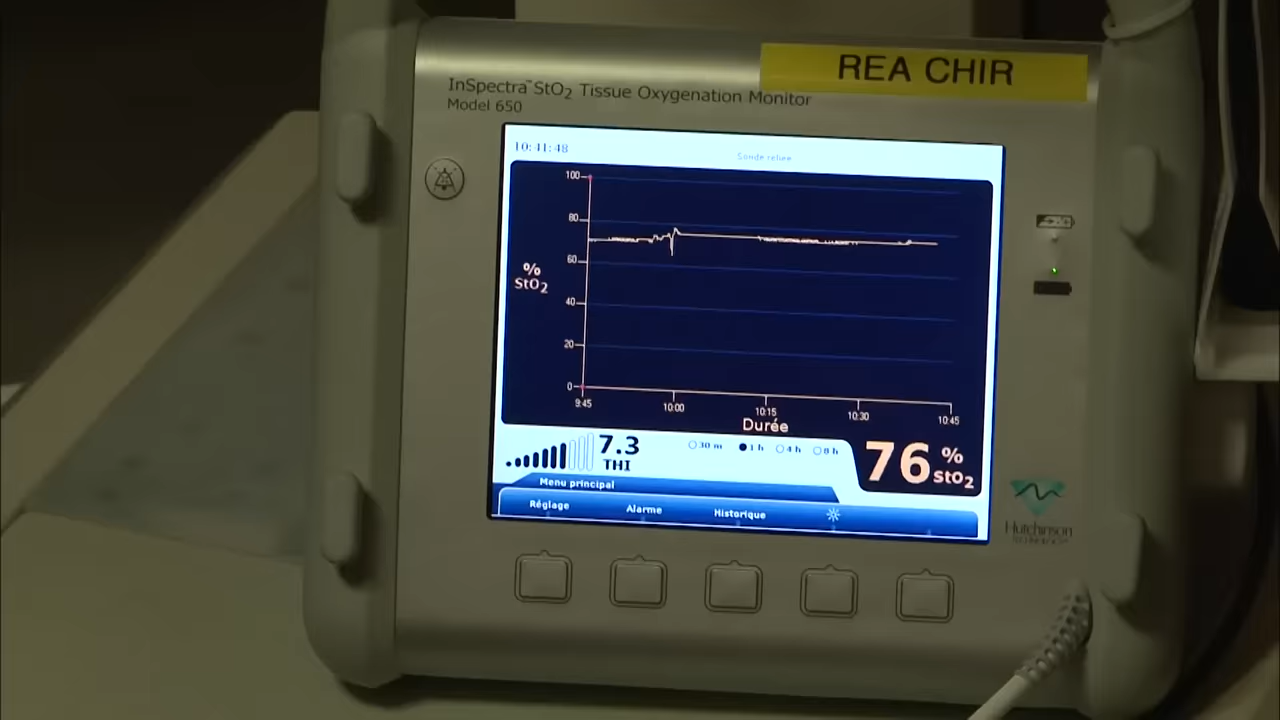 REA CHIR
InSpectra™ StO2 Tissue Oxygenation Monitor
Model 650
10:41:48
Sonde reliée
100
80
60
40
20
0
%
StO2
9:45 10:00 10:15 10:30 10:45
Durée
7.3
THI
30 m 1 h 4 h 8 h
76 % StO2
Menu principal
Réglage Alarme Historique
Hutchinson
TECHNOLOGY